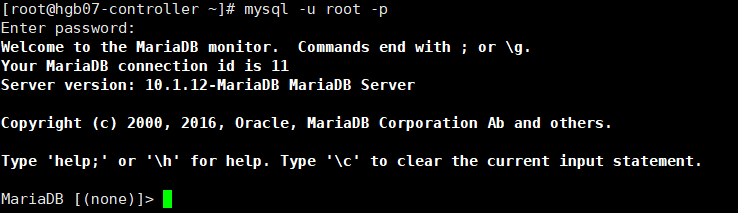 [root@hgb07-controller ~]# mysql -u root -p
Enter password:
Welcome to the MariaDB monitor.  Commands end with ; or \g.
Your MariaDB connection id is 11
Server version: 10.1.12-MariaDB MariaDB Server
Copyright (c) 2000, 2016, Oracle, MariaDB Corporation Ab and others.
Type 'help;' or '\h' for help. Type '\c' to clear the current input statement.
MariaDB [(none)]>